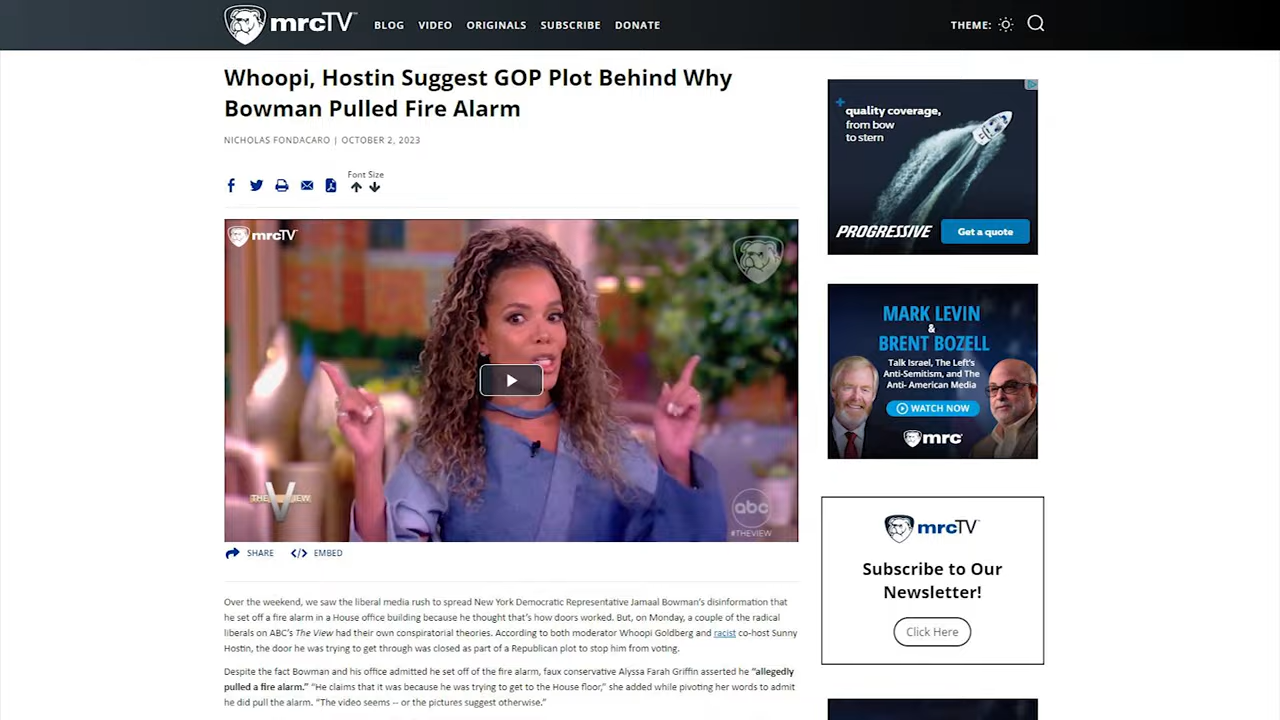 mrcTV
BLOG
VIDEO
ORIGINALS
SUBSCRIBE
DONATE
THEME:
Whoopi, Hostin Suggest GOP Plot Behind Why
Bowman Pulled Fire Alarm
NICHOLAS FONDACARO | OCTOBER 2, 2023
Font Size
mrcTV
THE VIEW
abc
#THEVIEW
SHARE
EMBED
Over the weekend, we saw the liberal media rush to spread New York Democratic Representative Jamaal Bowman's disinformation that
he set off a fire alarm in a House office building because he thought that's how doors worked. But, on Monday, a couple of the radical
liberals on ABC's The View had their own conspiratorial theories. According to both moderator Whoopi Goldberg and racist co-host Sunny
Hostin, the door he was trying to get through was closed as part of a Republican plot to stop him from voting.
Despite the fact Bowman and his office admitted he set off of the fire alarm, faux conservative Alyssa Farah Griffin asserted he "allegedly
pulled a fire alarm." "He claims that it was because he was trying to get to the House floor," she added while pivoting her words to admit
he did pull the alarm. "The video seems -- or the pictures suggest otherwise."
quality coverage,
from bow
to stern
PROGRESSIVE
Get a quote
MARK LEVIN
&
BRENT BOZELL
Talk Israel, The Left's
Anti-Semitism, and The
Anti- American Media
WATCH NOW
mrc
mrcTV
Subscribe to Our
Newsletter!
Click Here